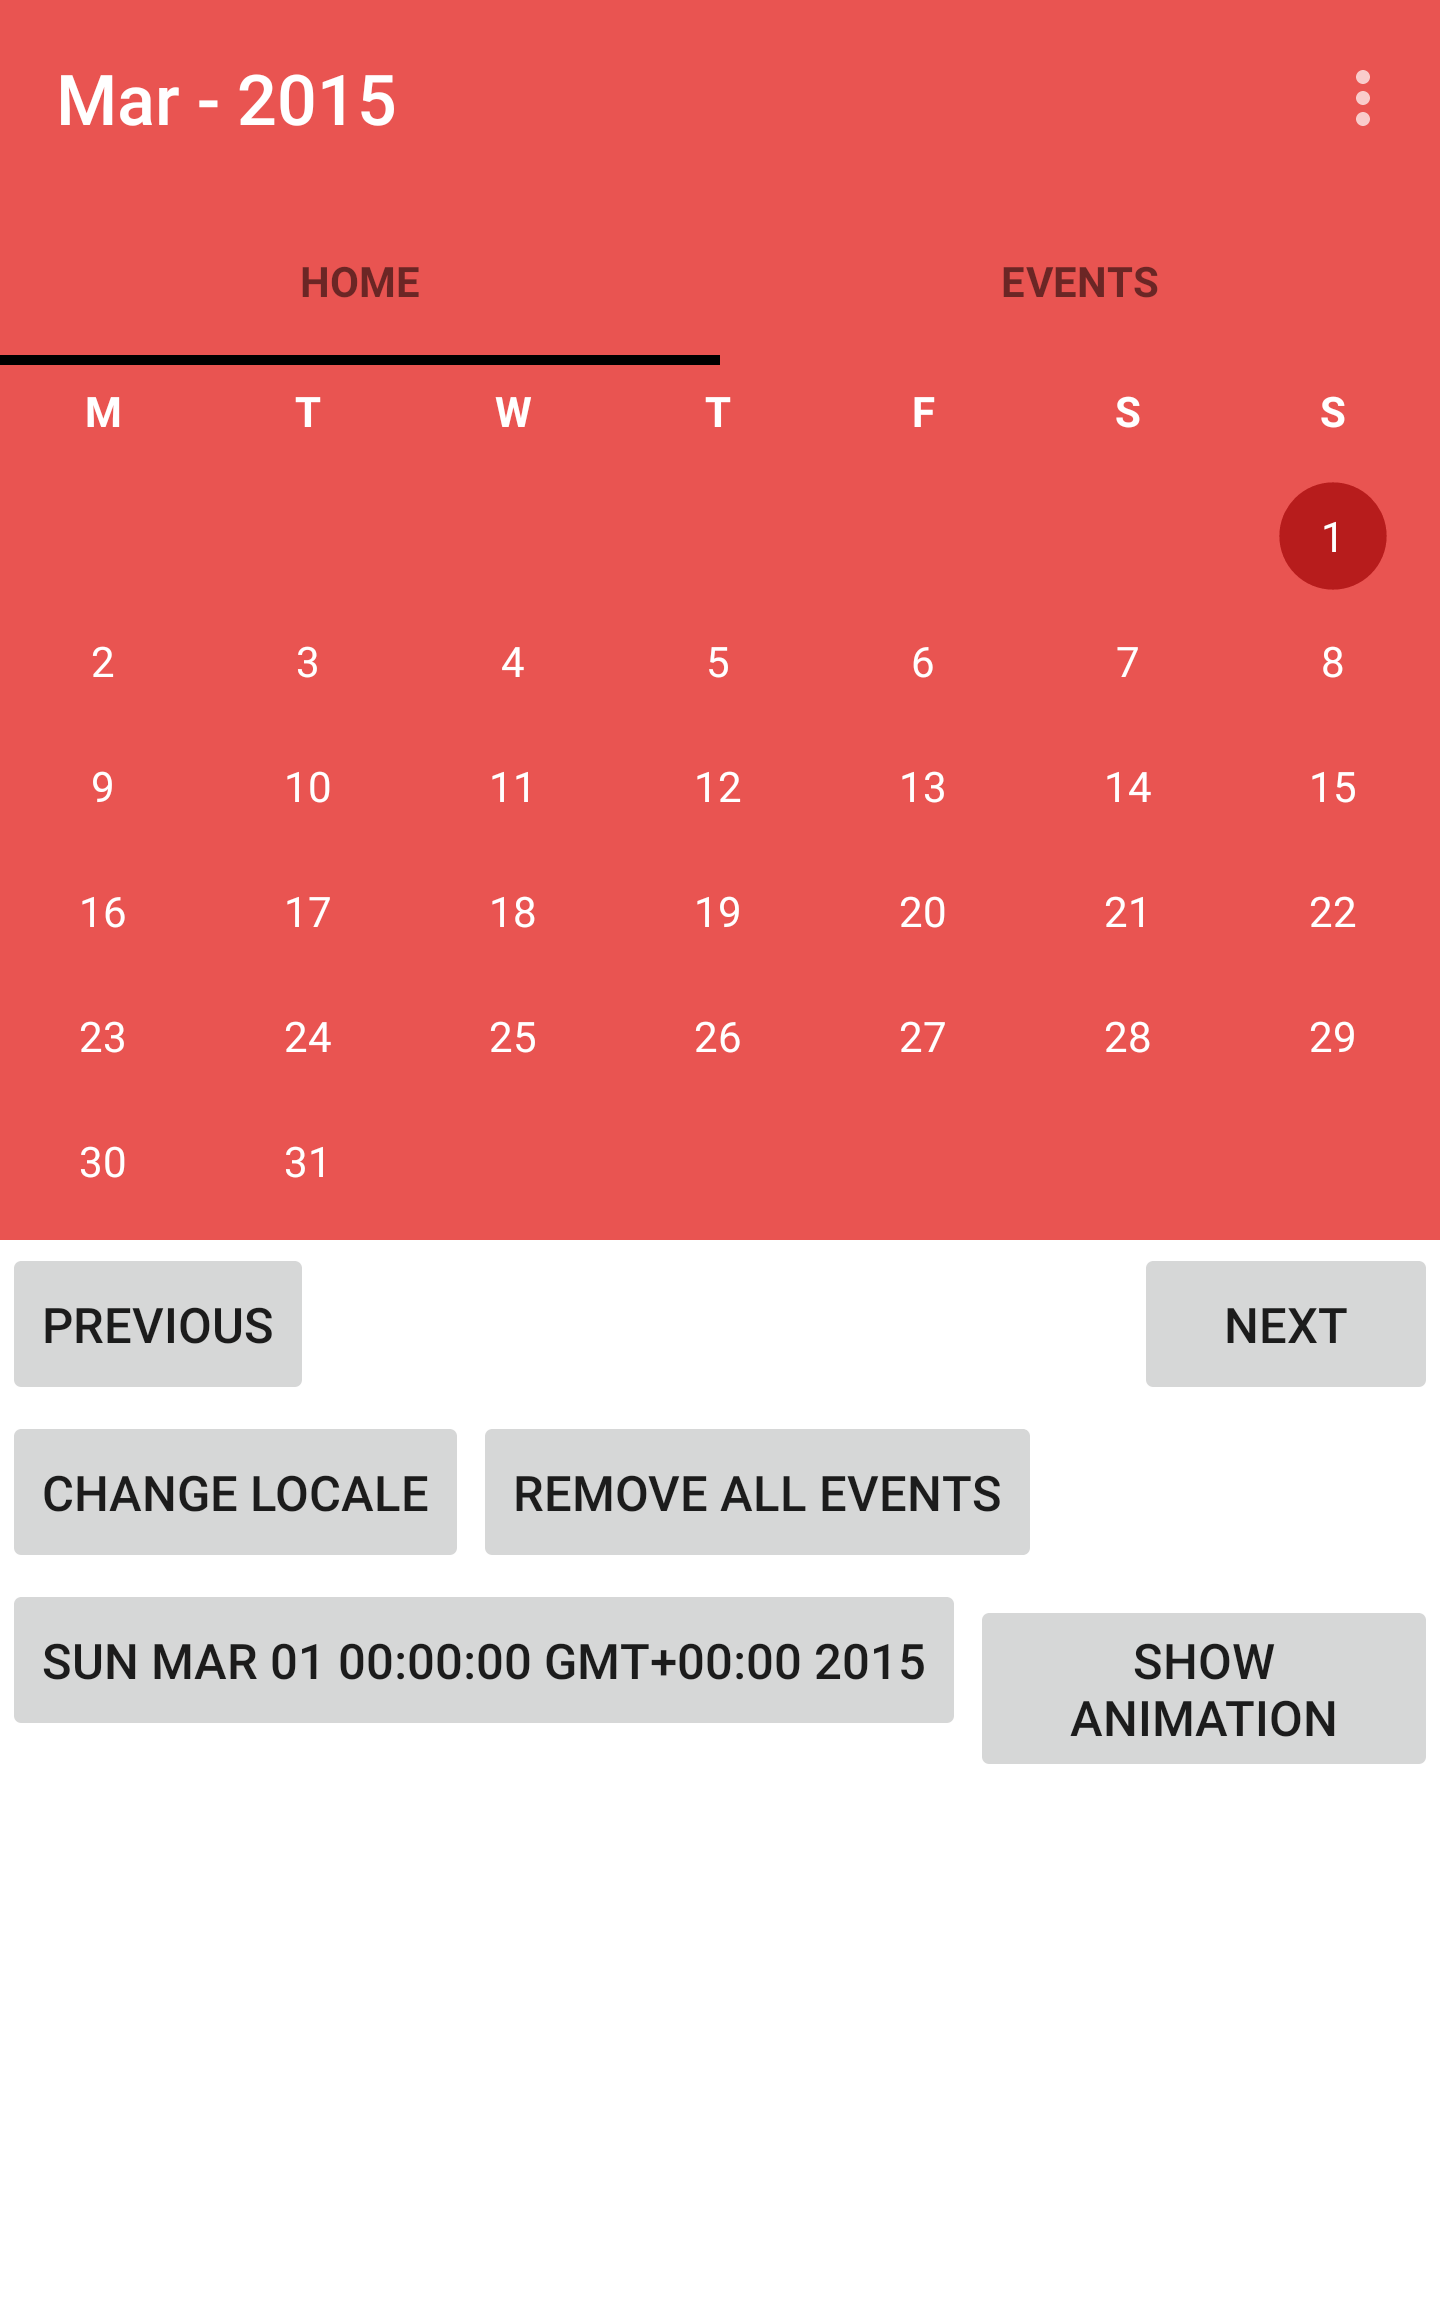 Mar - 2015
HOME EVENTS
M T W T F S S
1
2 3 4 5 6 7 8
9 10 11 12 13 14 15
16 17 18 19 20 21 22
23 24 25 26 27 28 29
30 31
PREVIOUS NEXT
CHANGE LOCALE REMOVE ALL EVENTS
SUN MAR 01 00:00:00 GMT+00:00 2015
SHOW
ANIMATION